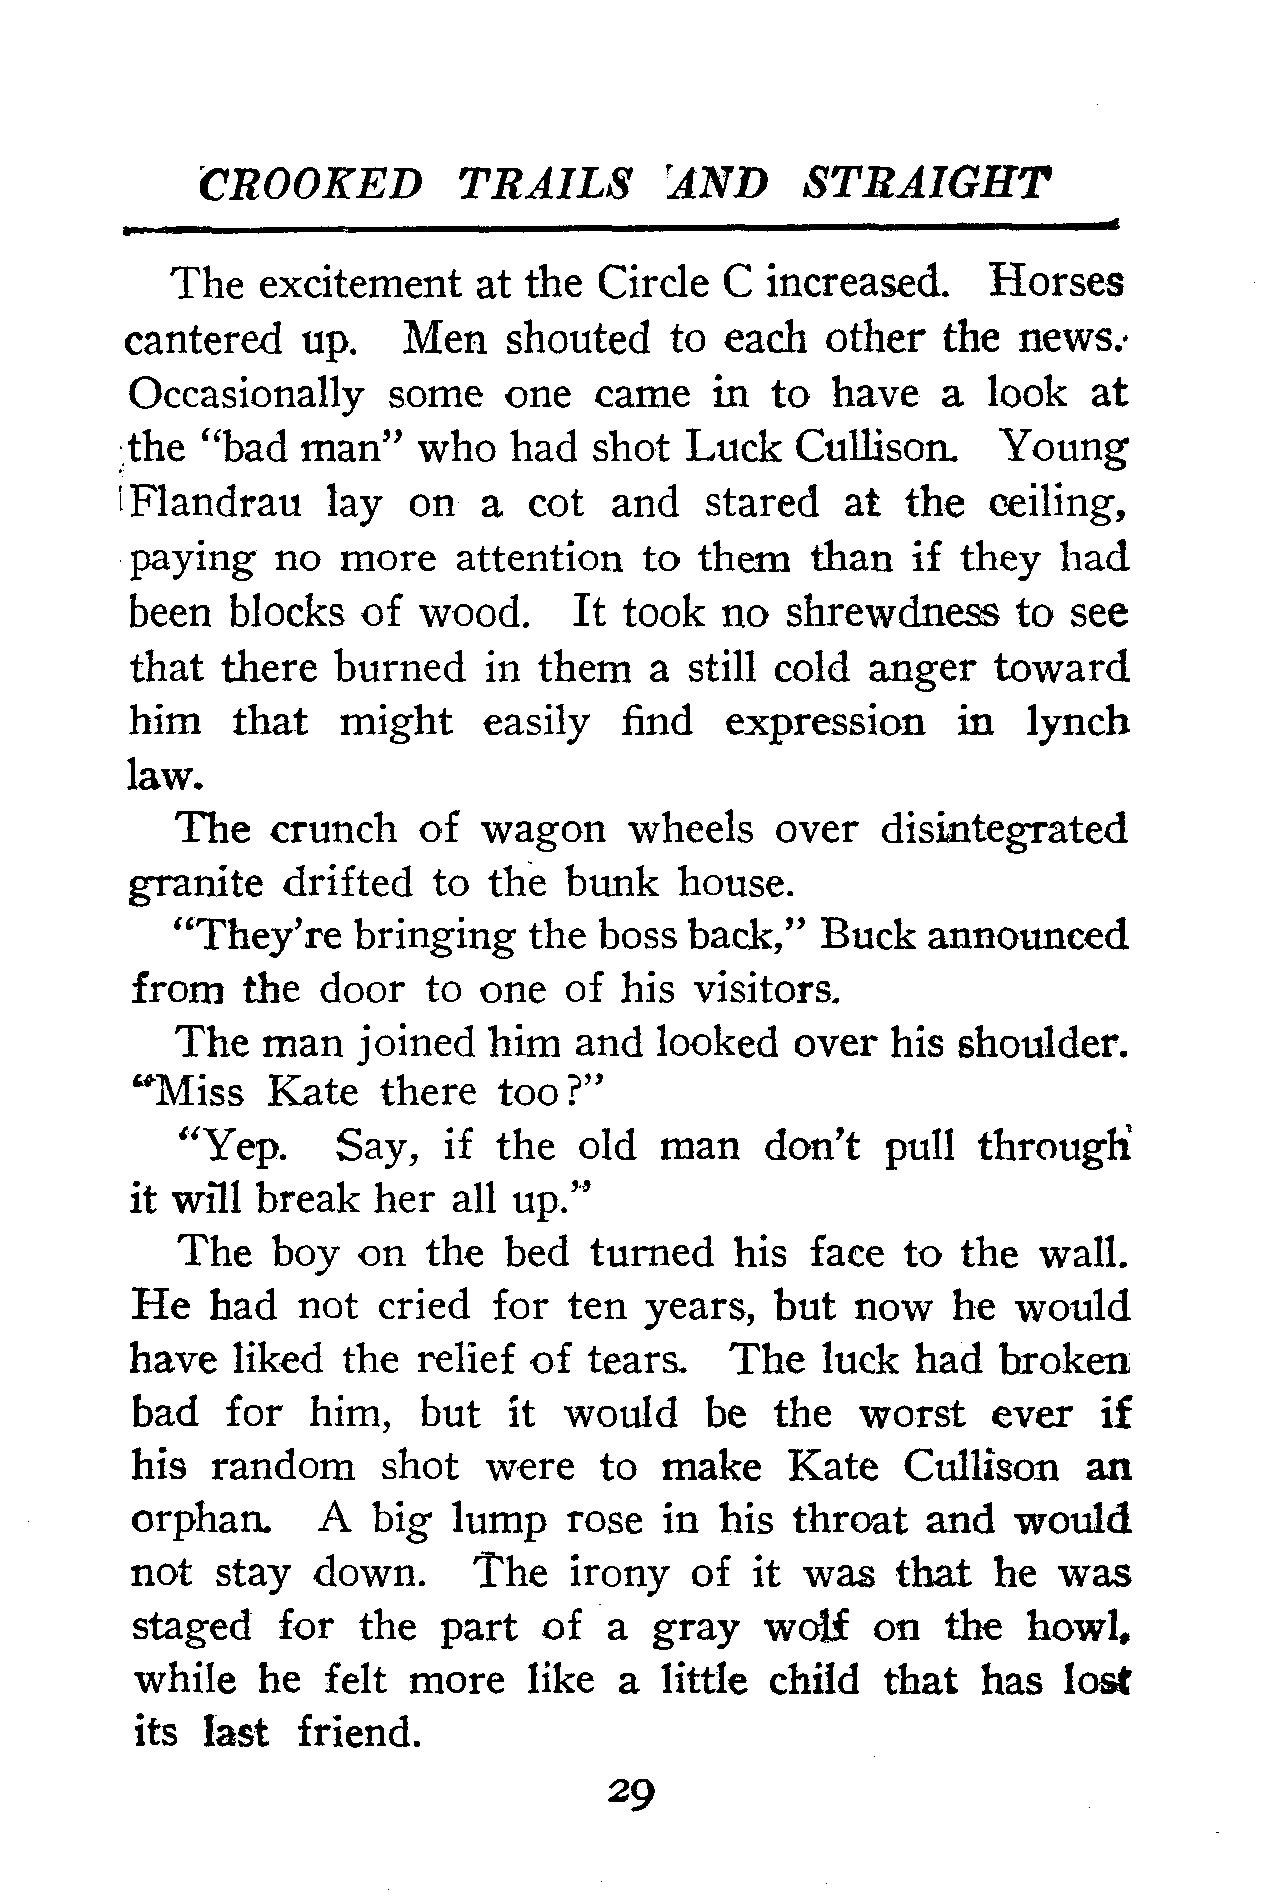 CROOKED TRAILS AND STRAIGHT
The excitement at the Circle C increased. Horses
cantered up. Men shouted to each other the news.
Occasionally some one came in to have a look at
the "bad man" who had shot Luck Cullison. Young
Flandrau lay on a cot and stared at the ceiling,
paying no more attention to them than if they had
been blocks of wood. It took no shrewdness to see
that there burned in them a still cold anger toward
him that might easily find expression in lynch
law.
The crunch of wagon wheels over disintegrated
granite drifted to the bunk house.
"They're bringing the boss back," Buck announced
from the door to one of his visitors.
The man joined him and looked over his shoulder.
"Miss Kate there too?"
"Yep. Say, if the old man don't pull through
it will break her all up."
The boy on the bed turned his face to the wall.
He had not cried for ten years, but now he would
have liked the relief of tears. The luck had broken
bad for him, but it would be the worst ever if
his random shot were to make Kate Cullison an
orphan. A big lump rose in his throat and would
not stay down. The irony of it was that he was
staged for the part of a gray wolf on the howl,
while he felt more like a little child that has lost
its last friend.
29